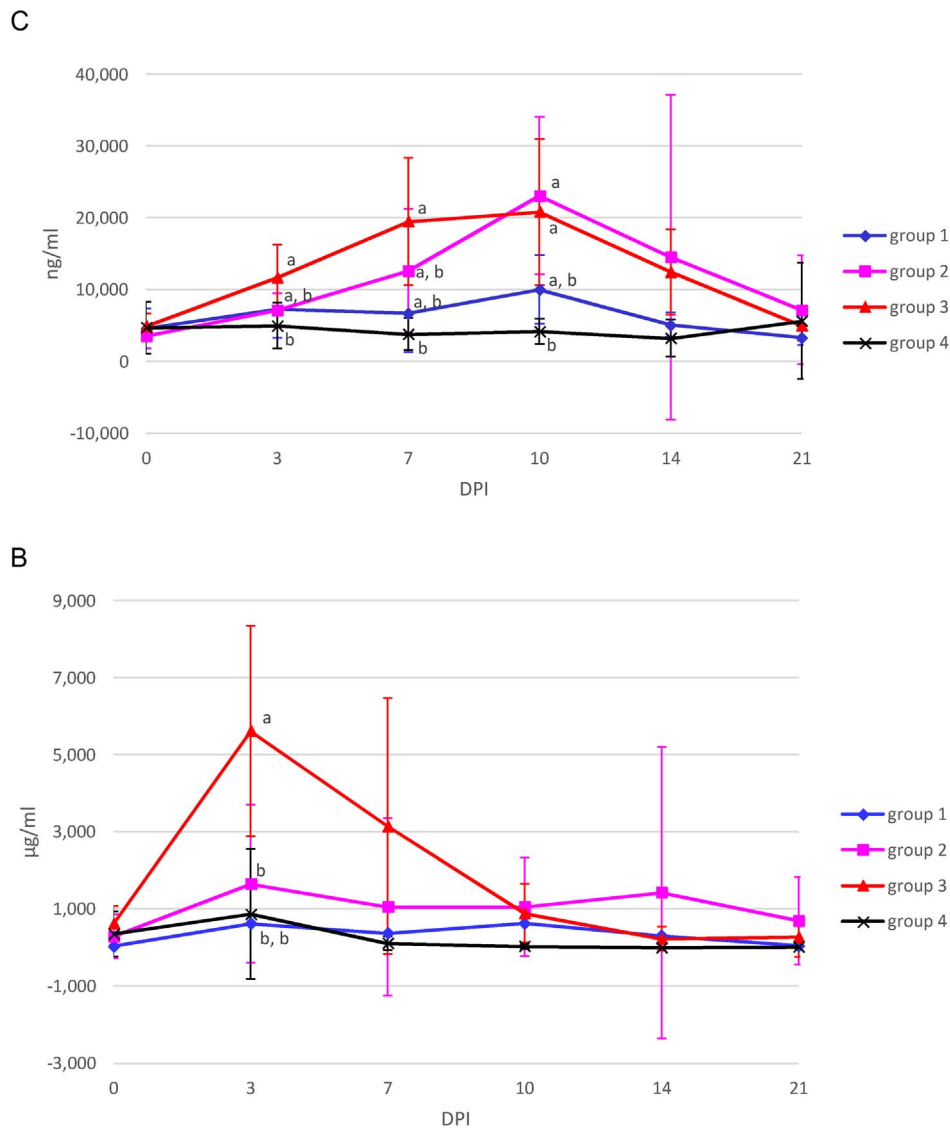 C
40,000
30,000
20,000
10,000
0
-10,000
ng/ml
a
a, b
b
a
a, b
a, b
b
a
a
a, b
b
0 3 7 10 14 21
DPI
group 1
group 2
group 3
group 4
B
9,000
7,000
5,000
3,000
1,000
-1,000
-3,000
µg/ml
a
b
b, b
0 3 7 10 14 21
DPI
group 1
group 2
group 3
group 4